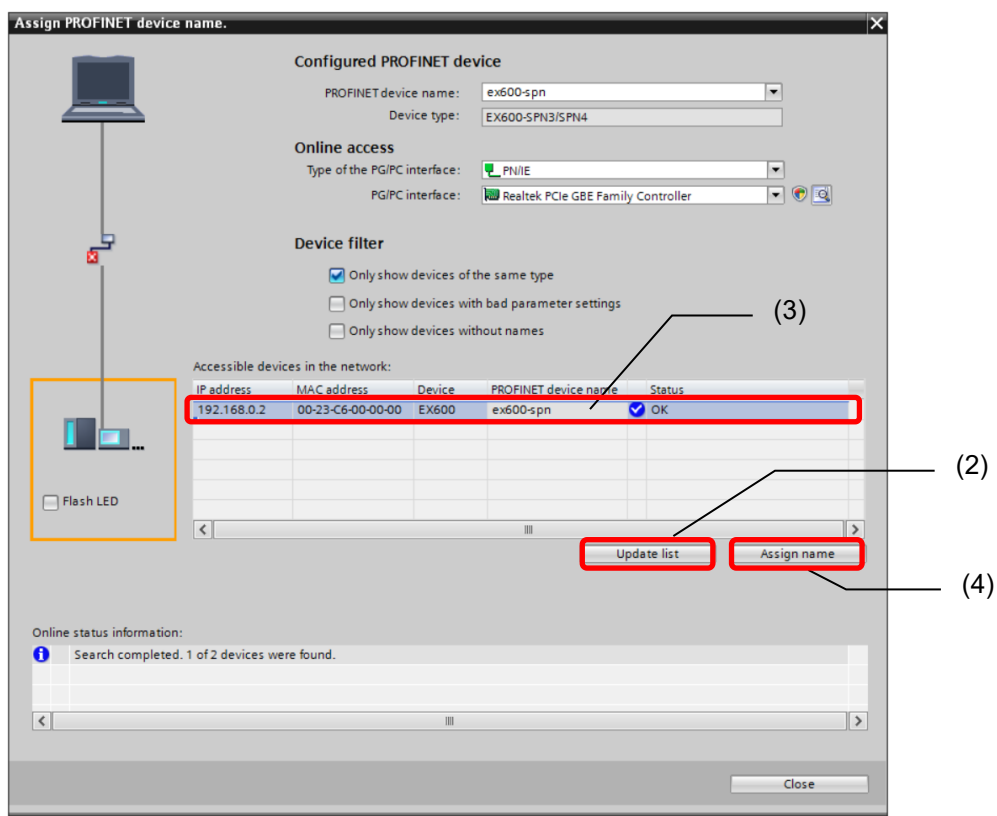 Assign PROFINET device name.
Configured PROFINET device
PROFINET device name: ex600-spn
Device type: EX600-SPN3/SPN4
Online access
Type of the PG/PC interface: PN/IE
PG/PC interface: Realtek PCIe GBE Family Controller
Device filter
Only show devices of the same type
Only show devices with bad parameter settings
Only show devices without names
(3)
Accessible devices in the network:
IP address MAC address Device PROFINET device name Status
192.168.0.2 00-23-C6-00-00-00 EX600 ex600-spn OK
...
(2)
Flash LED
Update list Assign name
(4)
Online status information:
Search completed. 1 of 2 devices were found.
Close